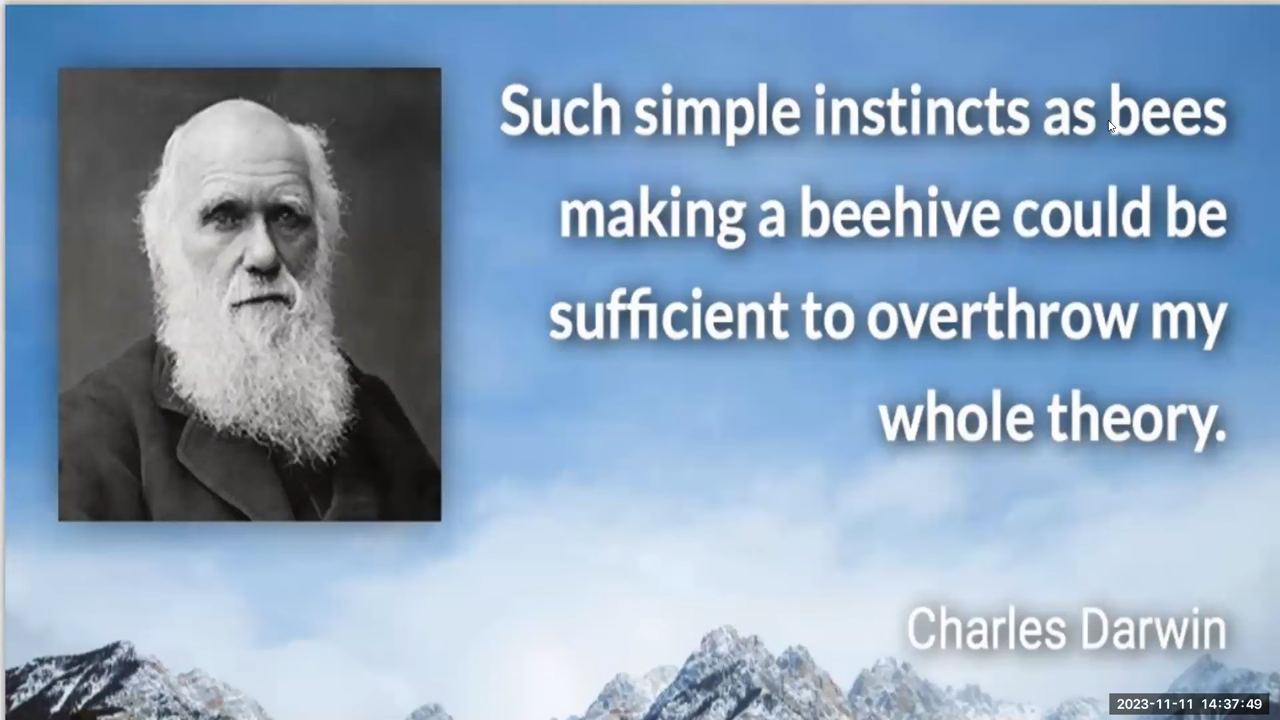 Such simple instincts as bees
making a beehive could be
sufficient to overthrow my
whole theory.
Charles Darwin
2023-11-11 14:37:49